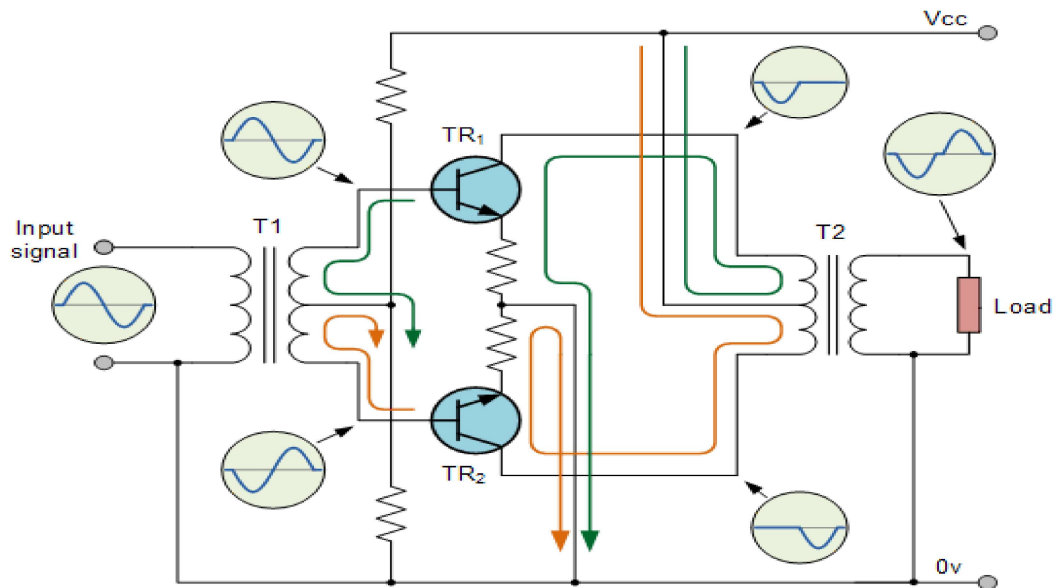 Vcc
TR₁
T1
T2
Input
signal
Load
TR₂
0v